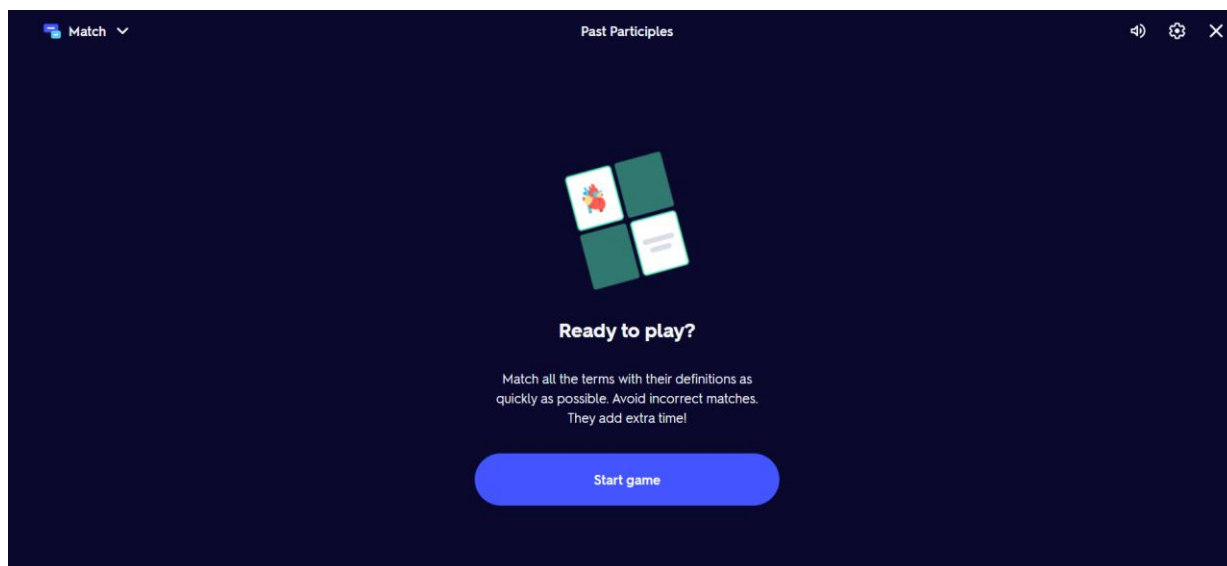 Match
Past Participles
Ready to play?
Match all the terms with their definitions as
quickly as possible. Avoid incorrect matches.
They add extra time!
Start game